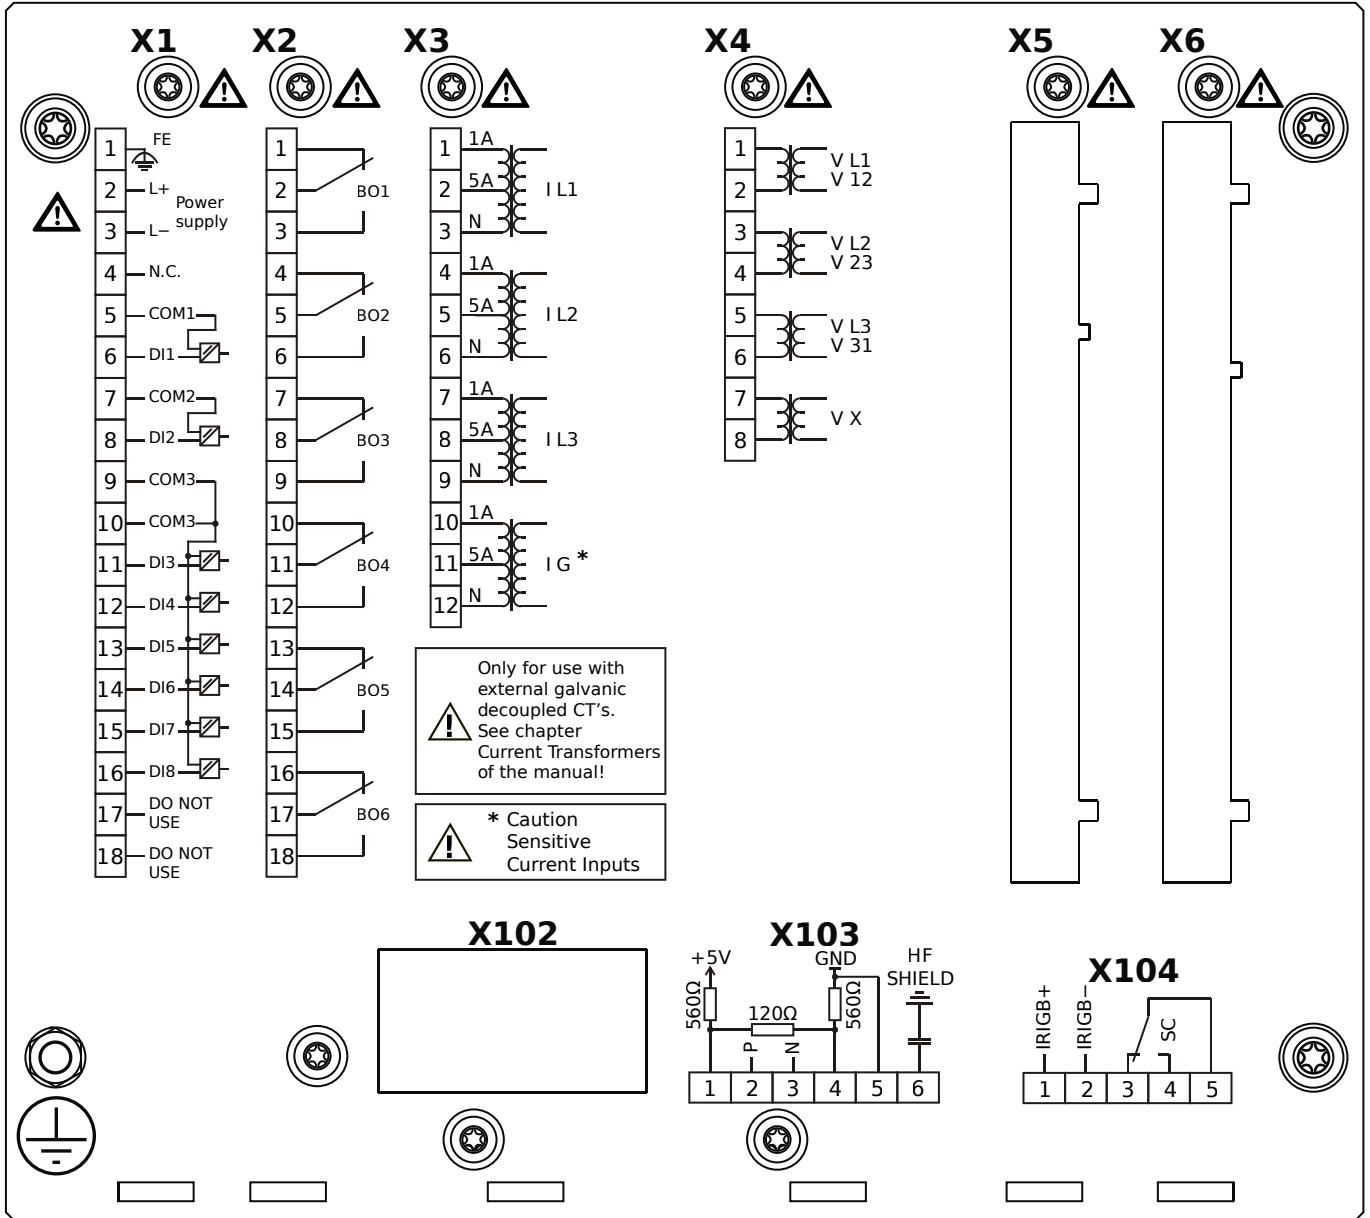 X1
X2
X3
X4
X5
X6
1 FE
2 L+
Power
supply
3 L−
4 N.C.
5 COM1
6 DI1
7 COM2
8 DI2
9 COM3
10 COM3
11 DI3
12 DI4
13 DI5
14 DI6
15 DI7
16 DI8
17 DO NOT
USE
18 DO NOT
USE
1
2 BO1
3
4
5 BO2
6
7
8 BO3
9
10
11 BO4
12
13
14 BO5
15
16
17 BO6
18
1 1A
2 5A I L1
3 N
4 1A
5 5A I L2
6 N
7 1A
8 5A I L3
9 N
10 1A
11 5A I G *
12 N
Only for use with
external galvanic
decoupled CT's.
See chapter
Current Transformers
of the manual!
* Caution
Sensitive
Current Inputs
1
V L1
V 12
2
3
V L2
V 23
4
5
V L3
V 31
6
7
V X
8
X102
X103
+5V
GND
HF
SHIELD
560Ω
120Ω
560Ω
P
N
1 2 3 4 5 6
X104
IRIGB+
IRIGB−
SC
1 2 3 4 5